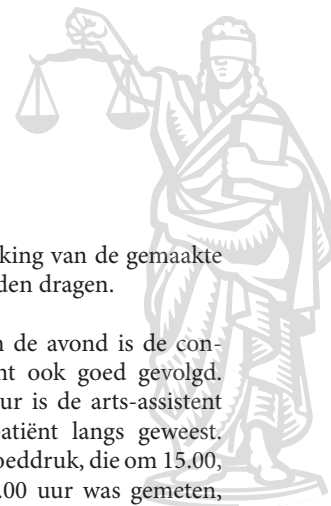 king van de gemaakte
den dragen.
n de avond is de con-
nt ook goed gevolgd.
ur is de arts-assistent
patiënt langs geweest.
oeddruk, die om 15.00,
.00 uur was gemeten,